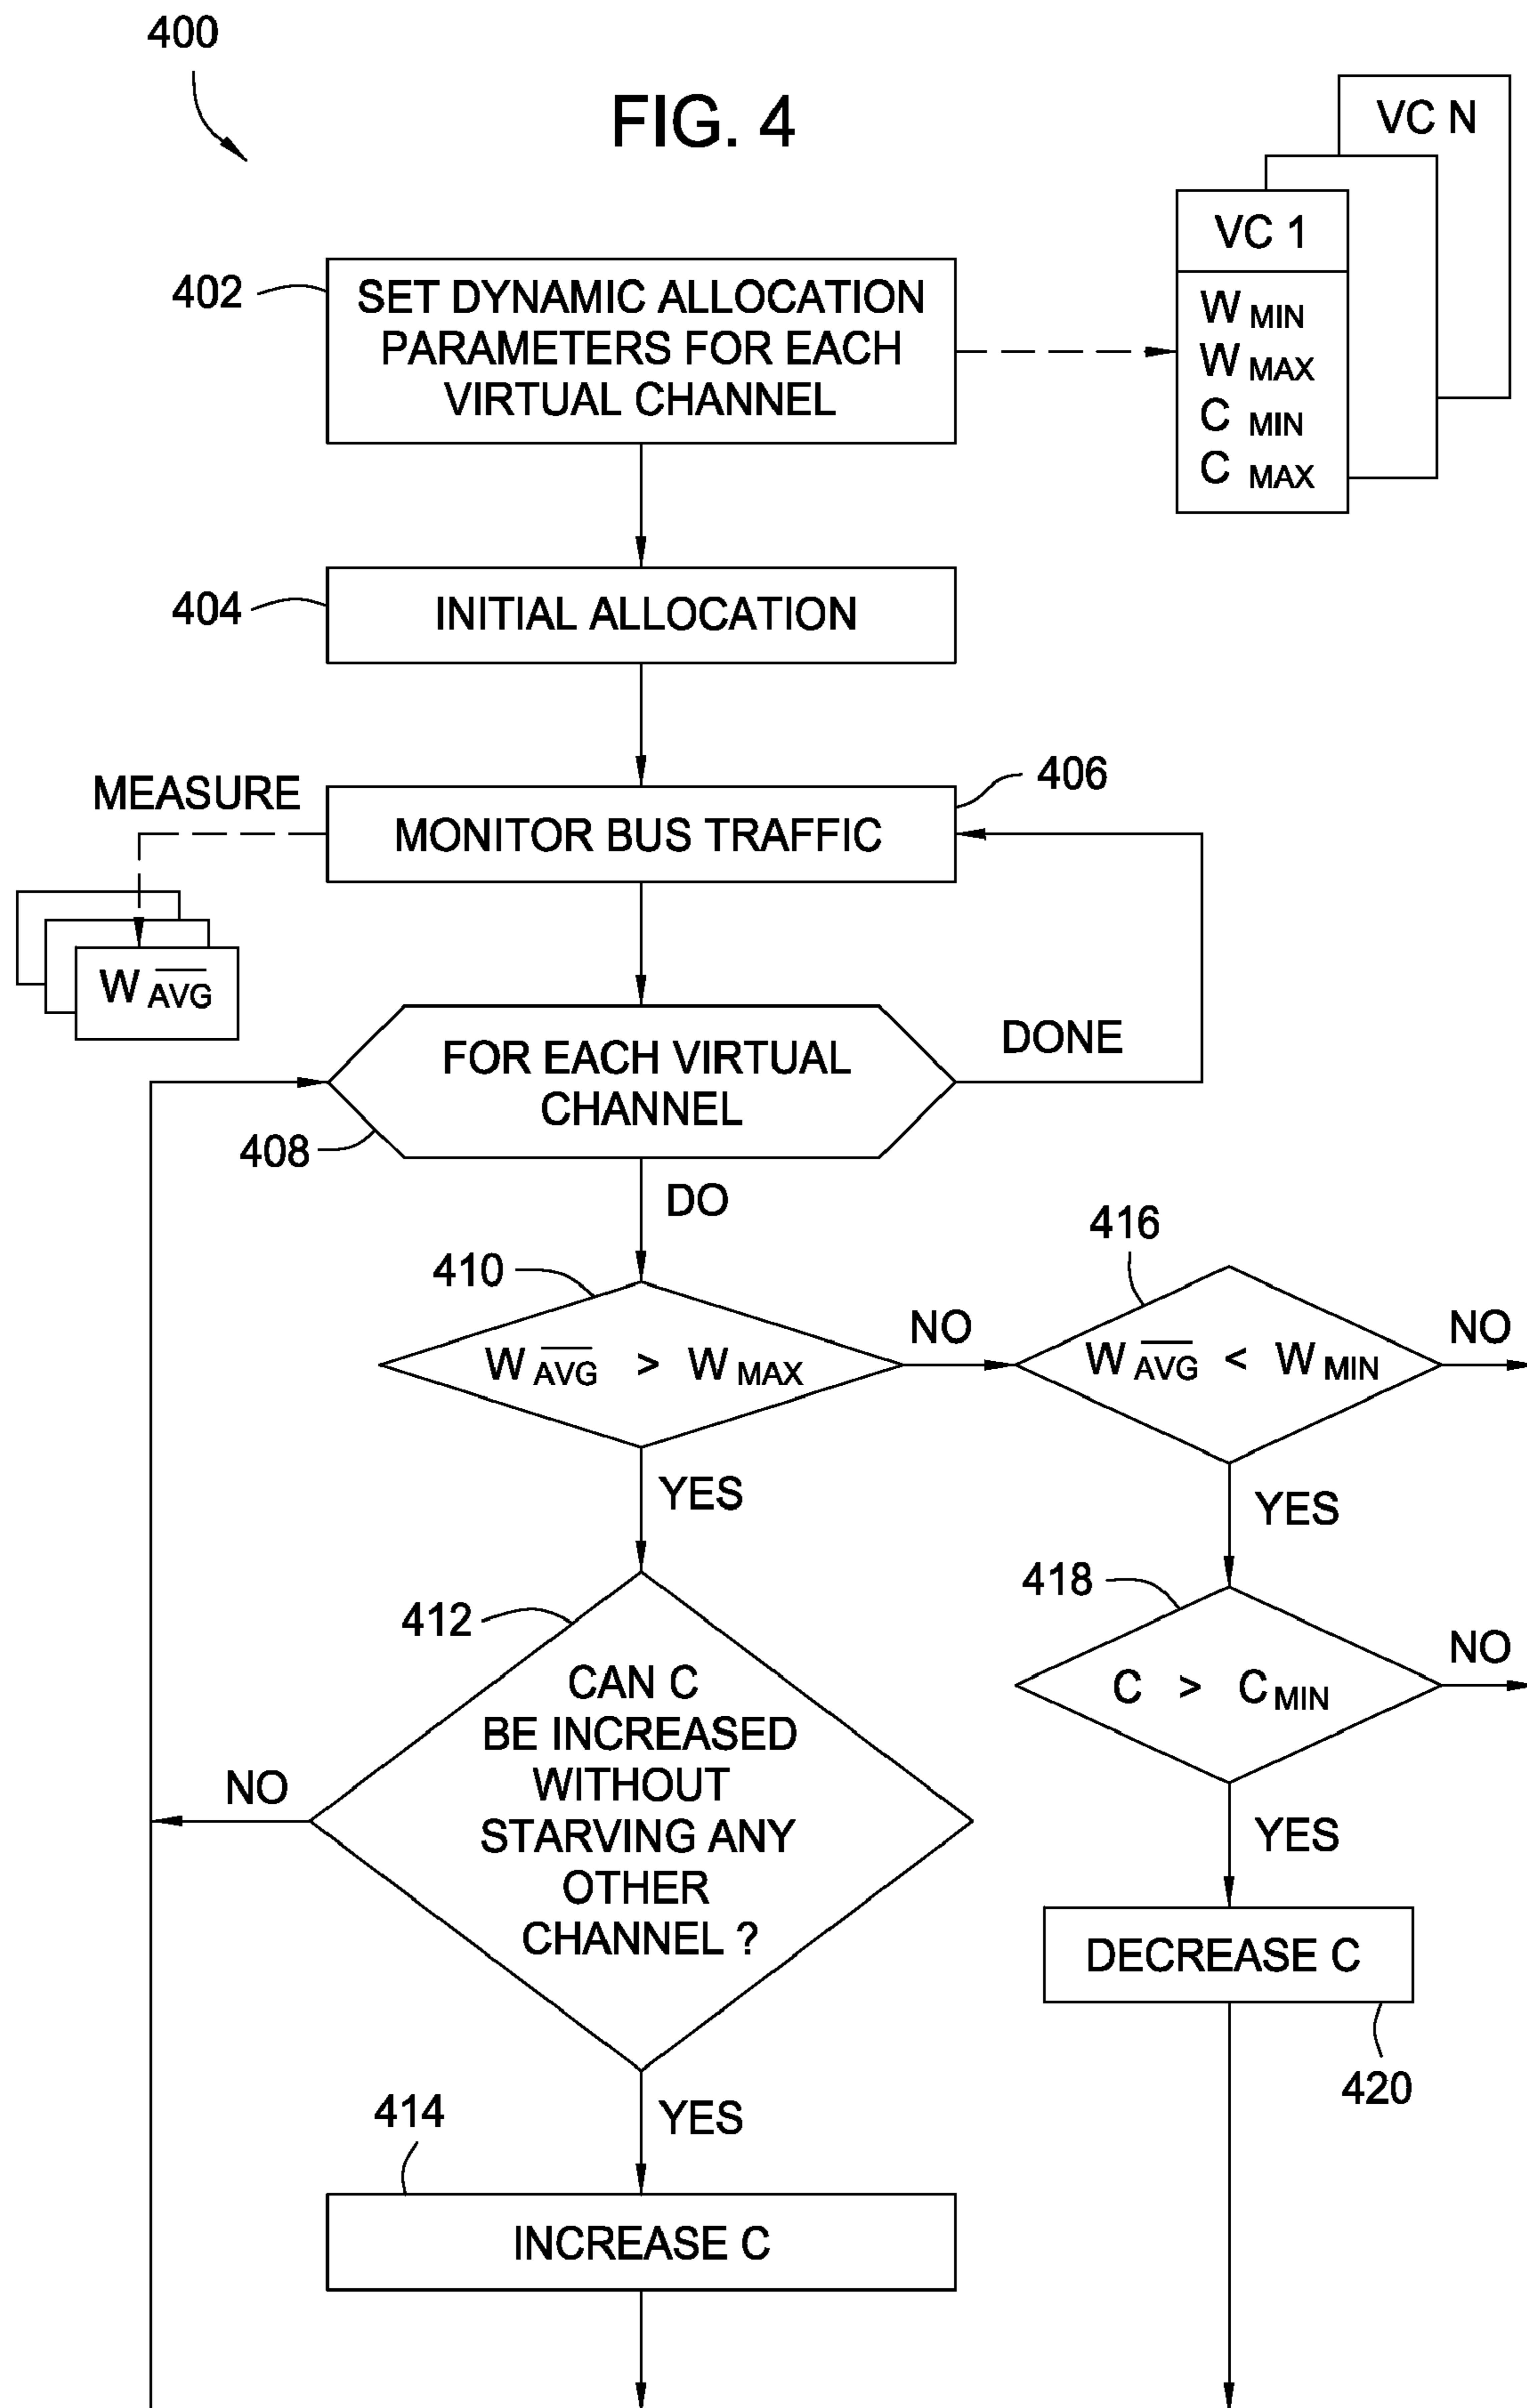 400
FIG. 4
VC N
VC 1
W MIN
W MAX
C MIN
C MAX
402
SET DYNAMIC ALLOCATION
PARAMETERS FOR EACH
VIRTUAL CHANNEL
404
INITIAL ALLOCATION
MEASURE
406
MONITOR BUS TRAFFIC
W AVG
FOR EACH VIRTUAL
CHANNEL
DONE
408
DO
410
W AVG > W MAX
NO
416
W AVG < W MIN
NO
YES
YES
412
CAN C
BE INCREASED
WITHOUT
STARVING ANY
OTHER
CHANNEL ?
NO
418
C > C MIN
NO
YES
DECREASE C
420
YES
414
INCREASE C